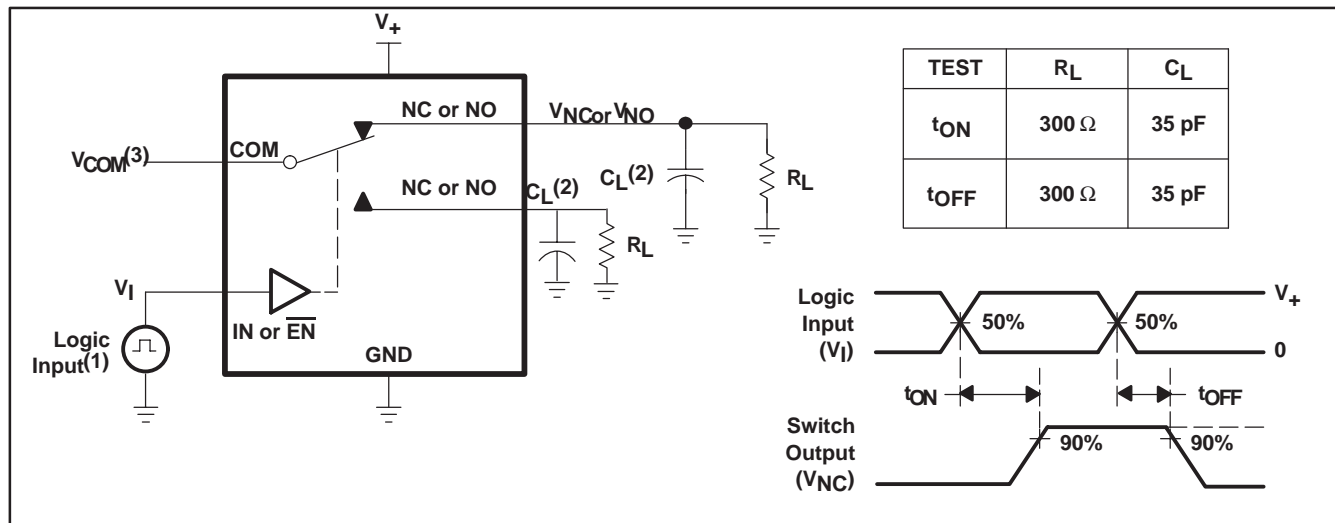 V+
NC or NO
VNC or VNO
VCOM(3)
COM
CL(2)
RL
NC or NO
CL(2)
RL
VI
IN or EN
Logic
Input(1)
GND
TEST RL CL
tON 300 Ω 35 pF
tOFF 300 Ω 35 pF
Logic
Input
(VI)
50%
50%
V+
0
tON
tOFF
Switch
Output
(VNC)
90%
90%